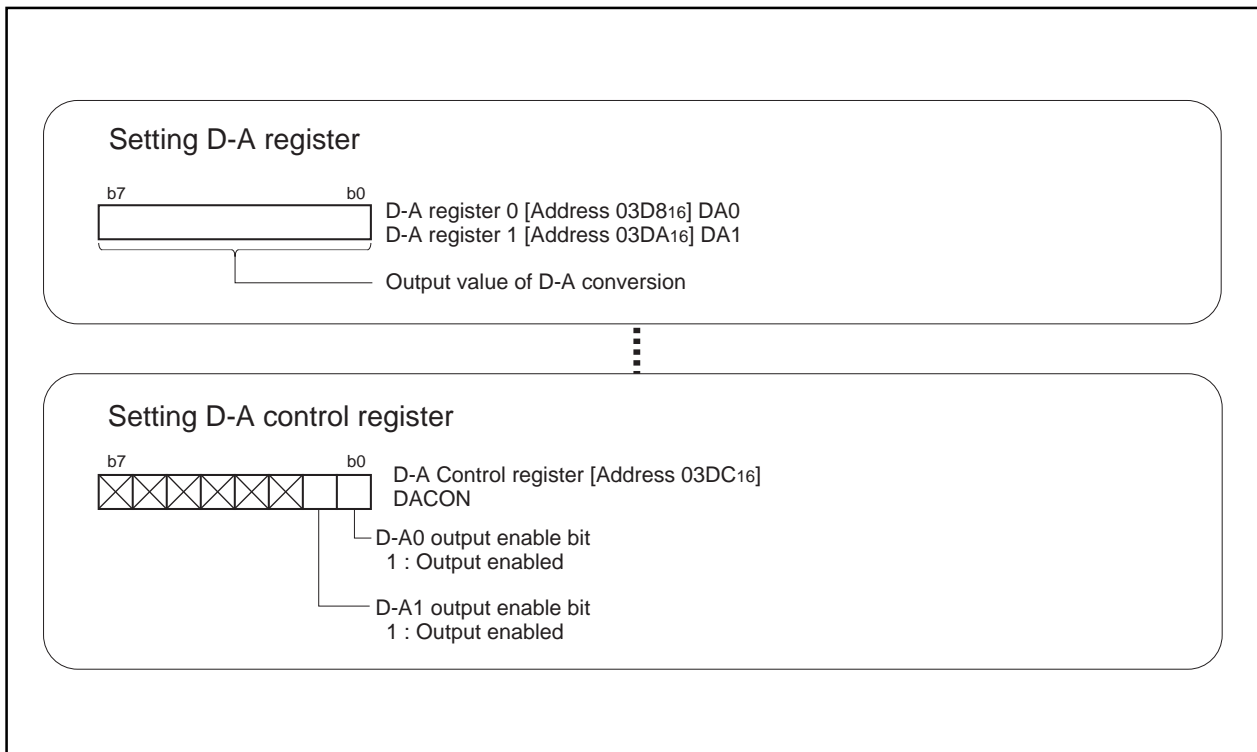 Setting D-A register
b7 b0
D-A register 0 [Address 03D816] DA0
D-A register 1 [Address 03DA16] DA1
Output value of D-A conversion
Setting D-A control register
b7 b0
D-A Control register [Address 03DC16]
DACON
D-A0 output enable bit
1 : Output enabled
D-A1 output enable bit
1 : Output enabled